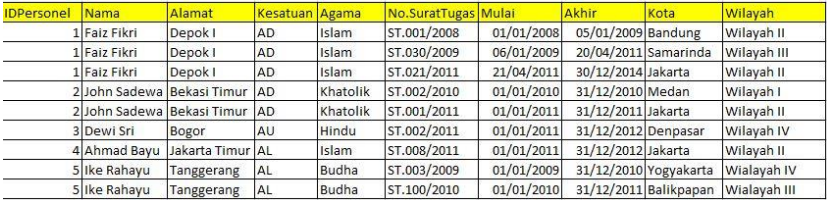 IDPersonel Nama Alamat Kesatuan Agama No.SuratTugas Mulai Akhir Kota Wilayah
1 Faiz Fikri Depok I AD Islam ST.001/2008 01/01/2008 05/01/2009 Bandung Wilayah II
1 Faiz Fikri Depok I AD Islam ST.030/2009 06/01/2009 20/04/2011 Samarinda Wilayah III
1 Faiz Fikri Depok I AD Islam ST.021/2011 21/04/2011 30/12/2014 Jakarta Wilayah II
2 John Sadewa Bekasi Timur AD Khatolik ST.002/2010 01/01/2010 31/12/2010 Medan Wilayah I
2 John Sadewa Bekasi Timur AD Khatolik ST.001/2011 01/01/2011 31/12/2011 Jakarta Wilayah II
3 Dewi Sri Bogor AU Hindu ST.002/2011 01/01/2011 31/12/2012 Denpasar Wilayah IV
4 Ahmad Bayu Jakarta Timur AL Islam ST.008/2011 01/01/2011 31/12/2012 Jakarta Wilayah II
5 Ike Rahayu Tanggerang AL Budha ST.003/2009 01/01/2009 31/12/2010 Yogyakarta Wialayah IV
5 Ike Rahayu Tanggerang AL Budha ST.100/2010 01/01/2010 31/12/2011 Balikpapan Wialayah III